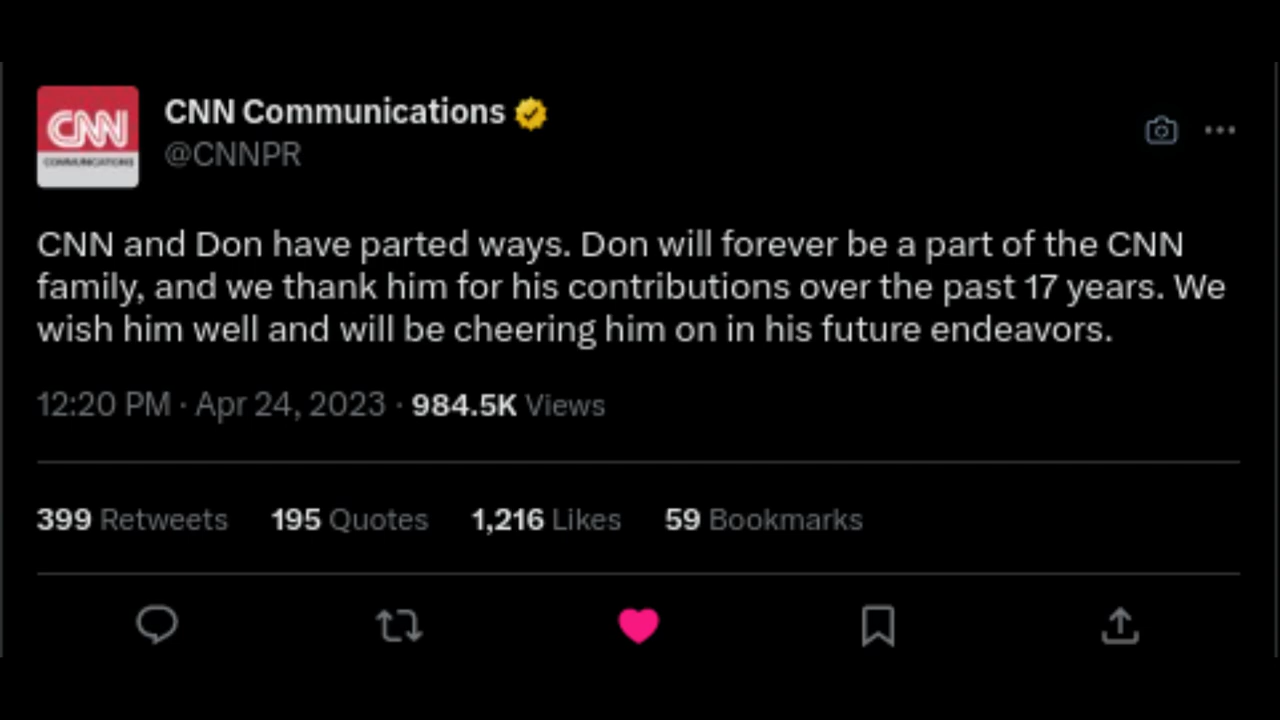 CNN
COMMUNICATIONS
CNN Communications
@CNNPR
CNN and Don have parted ways. Don will forever be a part of the CNN
family, and we thank him for his contributions over the past 17 years. We
wish him well and will be cheering him on in his future endeavors.
12:20 PM · Apr 24, 2023 · 984.5K Views
399 Retweets 195 Quotes 1,216 Likes 59 Bookmarks